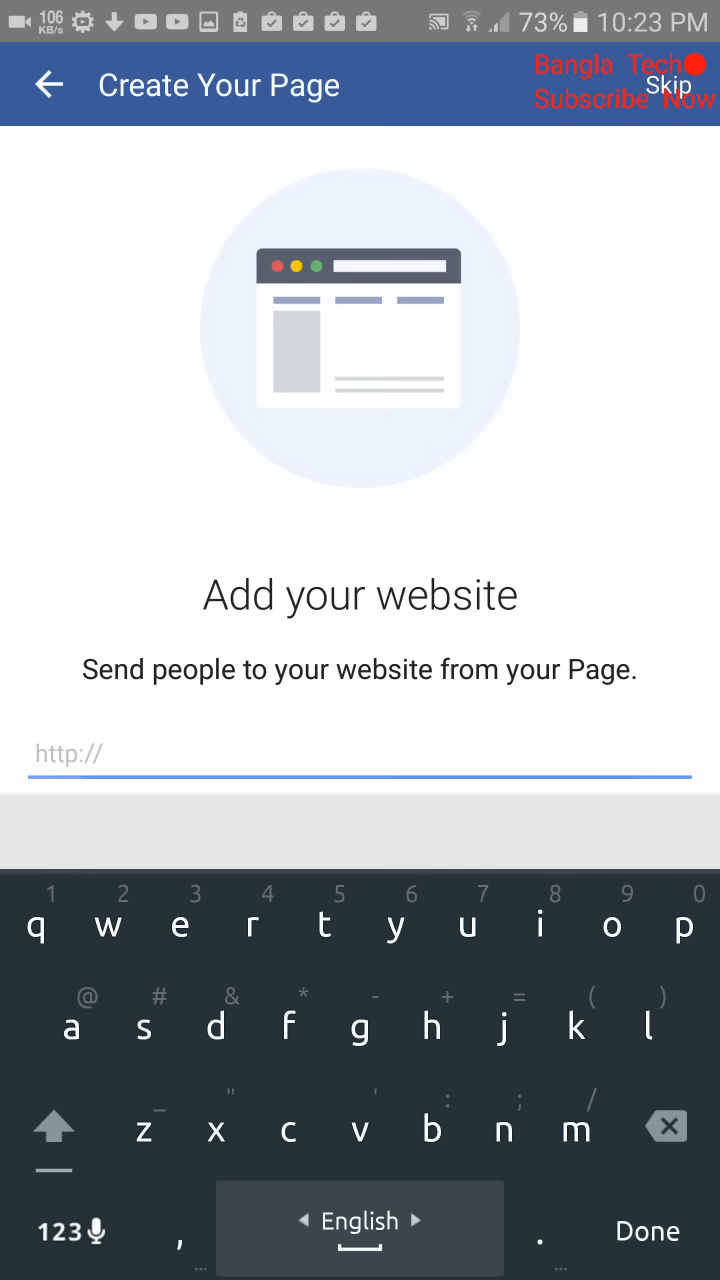 106
KB/s
73% 10:23 PM
Create Your Page
Bangla Tech
Skip
Subscribe Now
Add your website
Send people to your website from your Page.
http://
1 2 3 4 5 6 7 8 9 0
q w e r t y u i o p
@ # & * - + = ( )
a s d f g h j k l
_ " ' : ; /
z x c v b n m
123 , English . Done
... ...